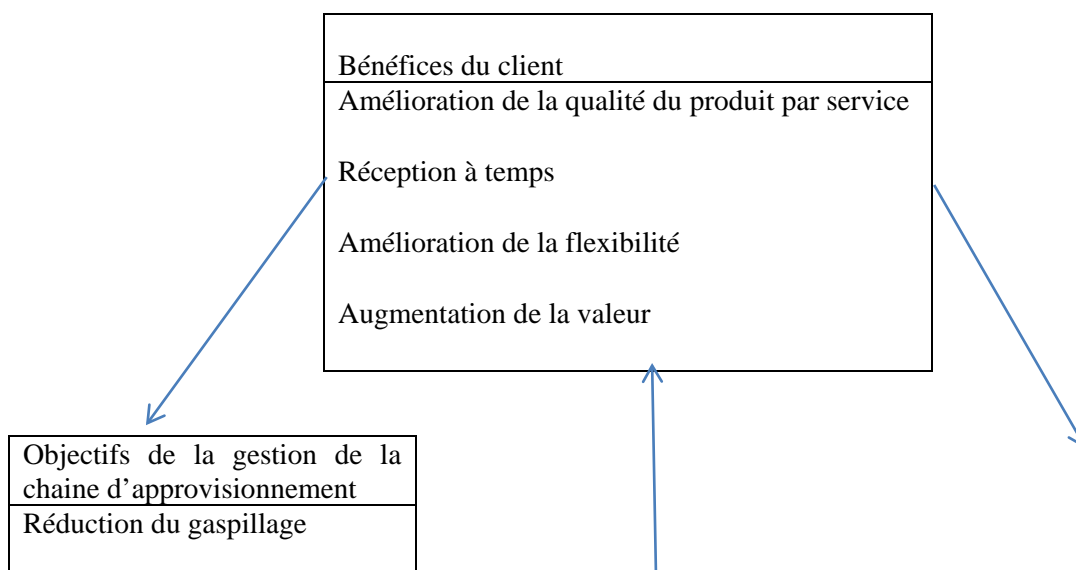 Bénéfices du client
Amélioration de la qualité du produit par service
Réception à temps
Amélioration de la flexibilité
Augmentation de la valeur
Objectifs de la gestion de la
chaine d’approvisionnement
Réduction du gaspillage